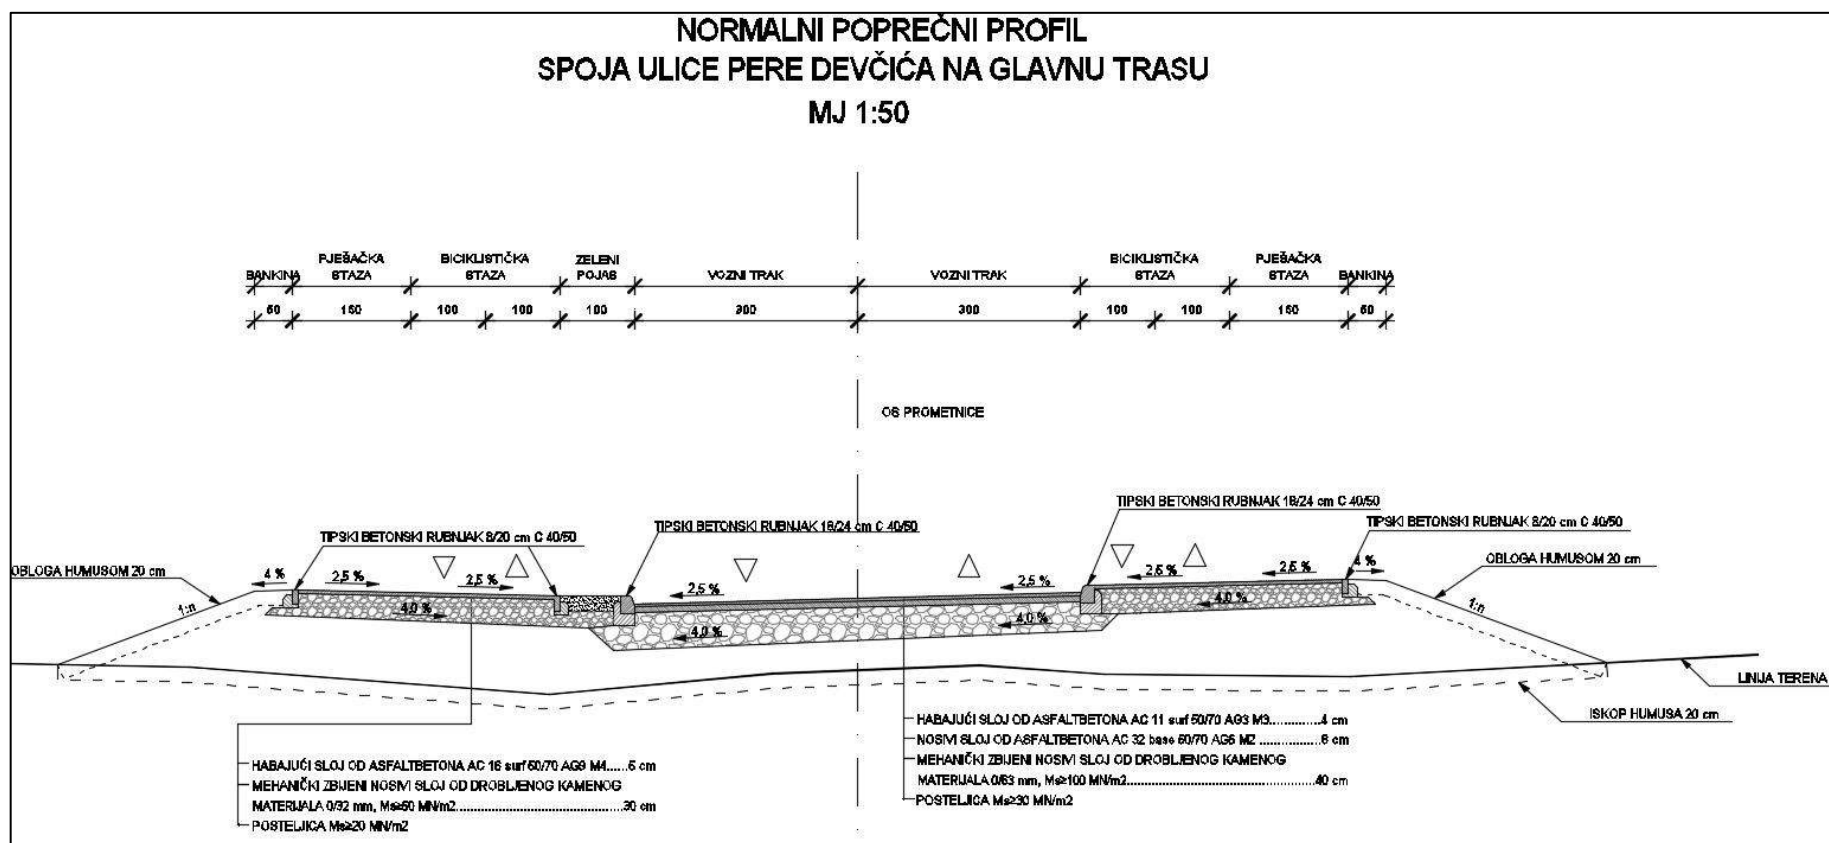 NORMALNI POPREČNI PROFIL
SPOJA ULICE PERE DEVČIĆA NA GLAVNU TRASU
MJ 1:50
BANKINA
PJEŠAČKA
STAZA
BICIKLISTIČKA
STAZA
ZELENI
POJAS
VOZNI TRAK
VOZNI TRAK
BICIKLISTIČKA
STAZA
PJEŠAČKA
STAZA
BANKINA
50 150 100 100 100 300 300 100 100 150 50
OS PROMETNICE
TIPSKI BETONSKI RUBNJAK 18/24 cm C 40/50
TIPSKI BETONSKI RUBNJAK 8/20 cm C 40/50
TIPSKI BETONSKI RUBNJAK 18/24 cm C 40/50
TIPSKI BETONSKI RUBNJAK 8/20 cm C 40/50
OBLOGA HUMUSOM 20 cm
OBLOGA HUMUSOM 20 cm
4 % 2,5 % 2,5 % 2,5 % 2,5 % 2,5 % 2,5 % 4 %
1:n 4,0 % 4,0 % 4,0 % 4,0 % 1:n
LINIJA TERENA
ISKOP HUMUSA 20 cm
HABAJUĆI SLOJ OD ASFALTBETONA AC 11 surf 50/70 AG3 M3.............4 cm
NOSIVI SLOJ OD ASFALTBETONA AC 32 base 50/70 AG6 M2 ................
MEHANIČKI ZBIJENI NOSIVI SLOJ OD DROBLJENOG KAMENOG
MATERIJALA 0/63 mm, Ms≥100 MN/m2......................................................40 cm
POSTELJICA Ms≥30 MN/m2
HABAJUĆI SLOJ OD ASFALTBETONA AC 16 surf 50/70 M4......5 cm
MEHANIČKI ZBIJENI NOSIVI SLOJ OD DROBLJENOG KAMENOG
MATERIJALA 0/32 mm, .........................................30 cm
POSTELJICA Ms≥20 MN/m2